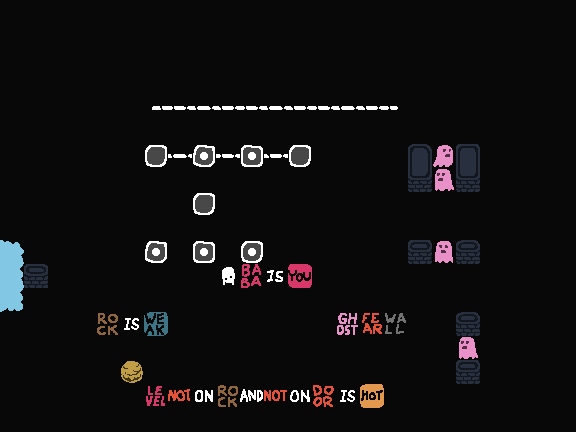 BABA IS YOU
ROCK IS WEAK
GHOST FEAR WALL
LEVEL NOT ON ROCK AND NOT ON DOOR IS HOT